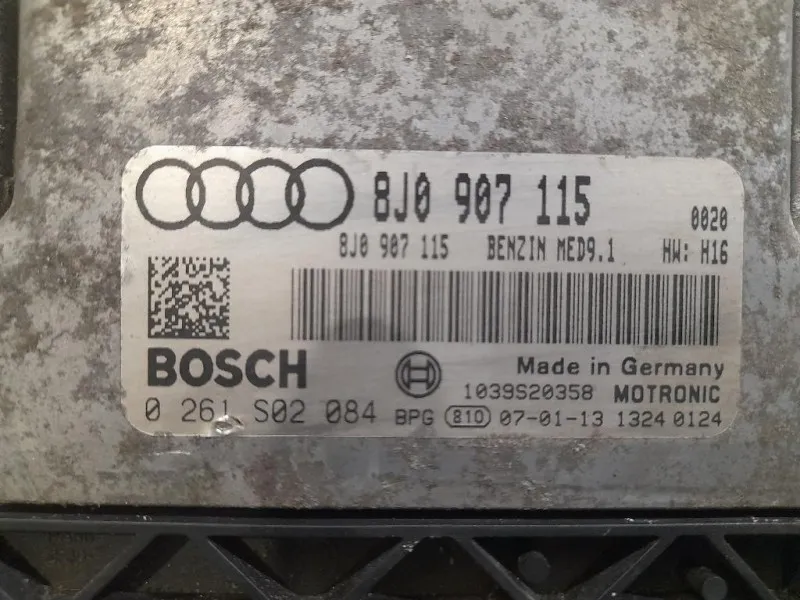 8J0 907 115 0020
8J0 907 115 BENZIN MED9.1 HW: H16
BOSCH Made in Germany
1039S20358 MOTRONIC
0 261 S02 084 BPG 810 07-01-13 1324 0124